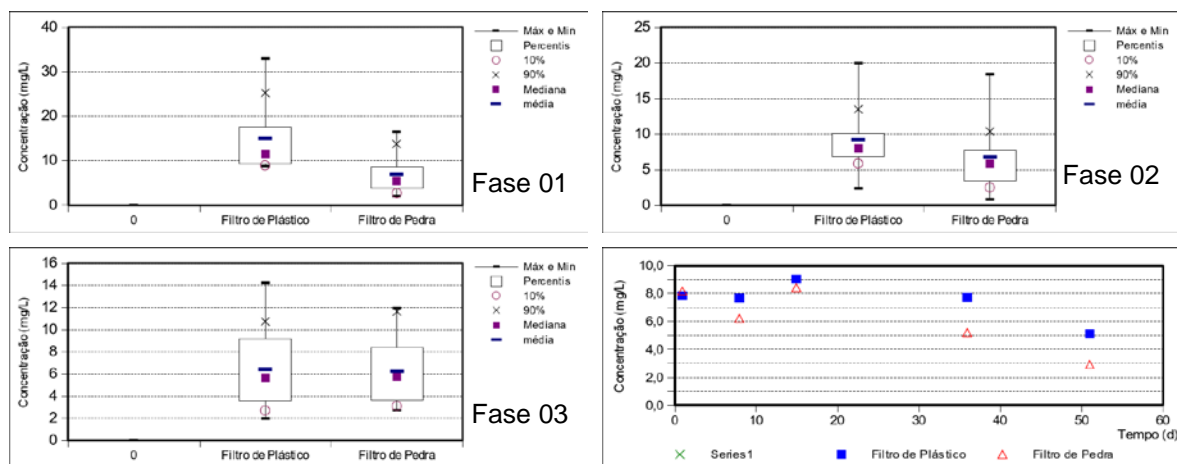 Concentração (mg/L)
40
30
20
10
0
0
Filtro de Plástico
Filtro de Pedra
Máx e Min
Percentis
10%
90%
Mediana
média
Fase 01
Concentração (mg/L)
25
20
15
10
5
0
0
Filtro de Plástico
Filtro de Pedra
Máx e Min
Percentis
10%
90%
Mediana
média
Fase 02
Concentração (mg/L)
16
14
12
10
8
6
4
2
0
0
Filtro de Plástico
Filtro de Pedra
Máx e Min
Percentis
10%
90%
Mediana
média
Fase 03
Concentração (mg/L)
10,0
8,0
6,0
4,0
2,0
0,0
0
10
20
30
40
50
60
Tempo (d)
Series1
Filtro de Plástico
Filtro de Pedra